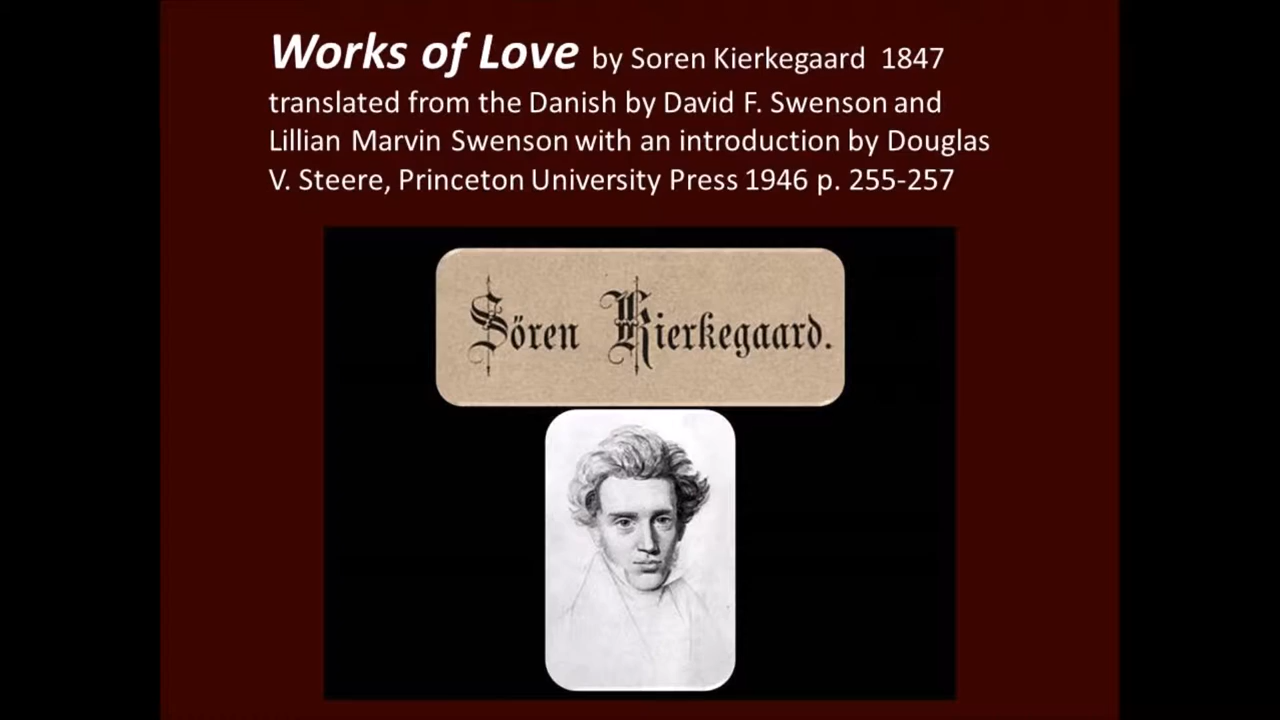 Works of Love by Soren Kierkegaard 1847
translated from the Danish by David F. Swenson and
Lillian Marvin Swenson with an introduction by Douglas
V. Steere, Princeton University Press 1946 p. 255-257
Sören Kierkegaard.